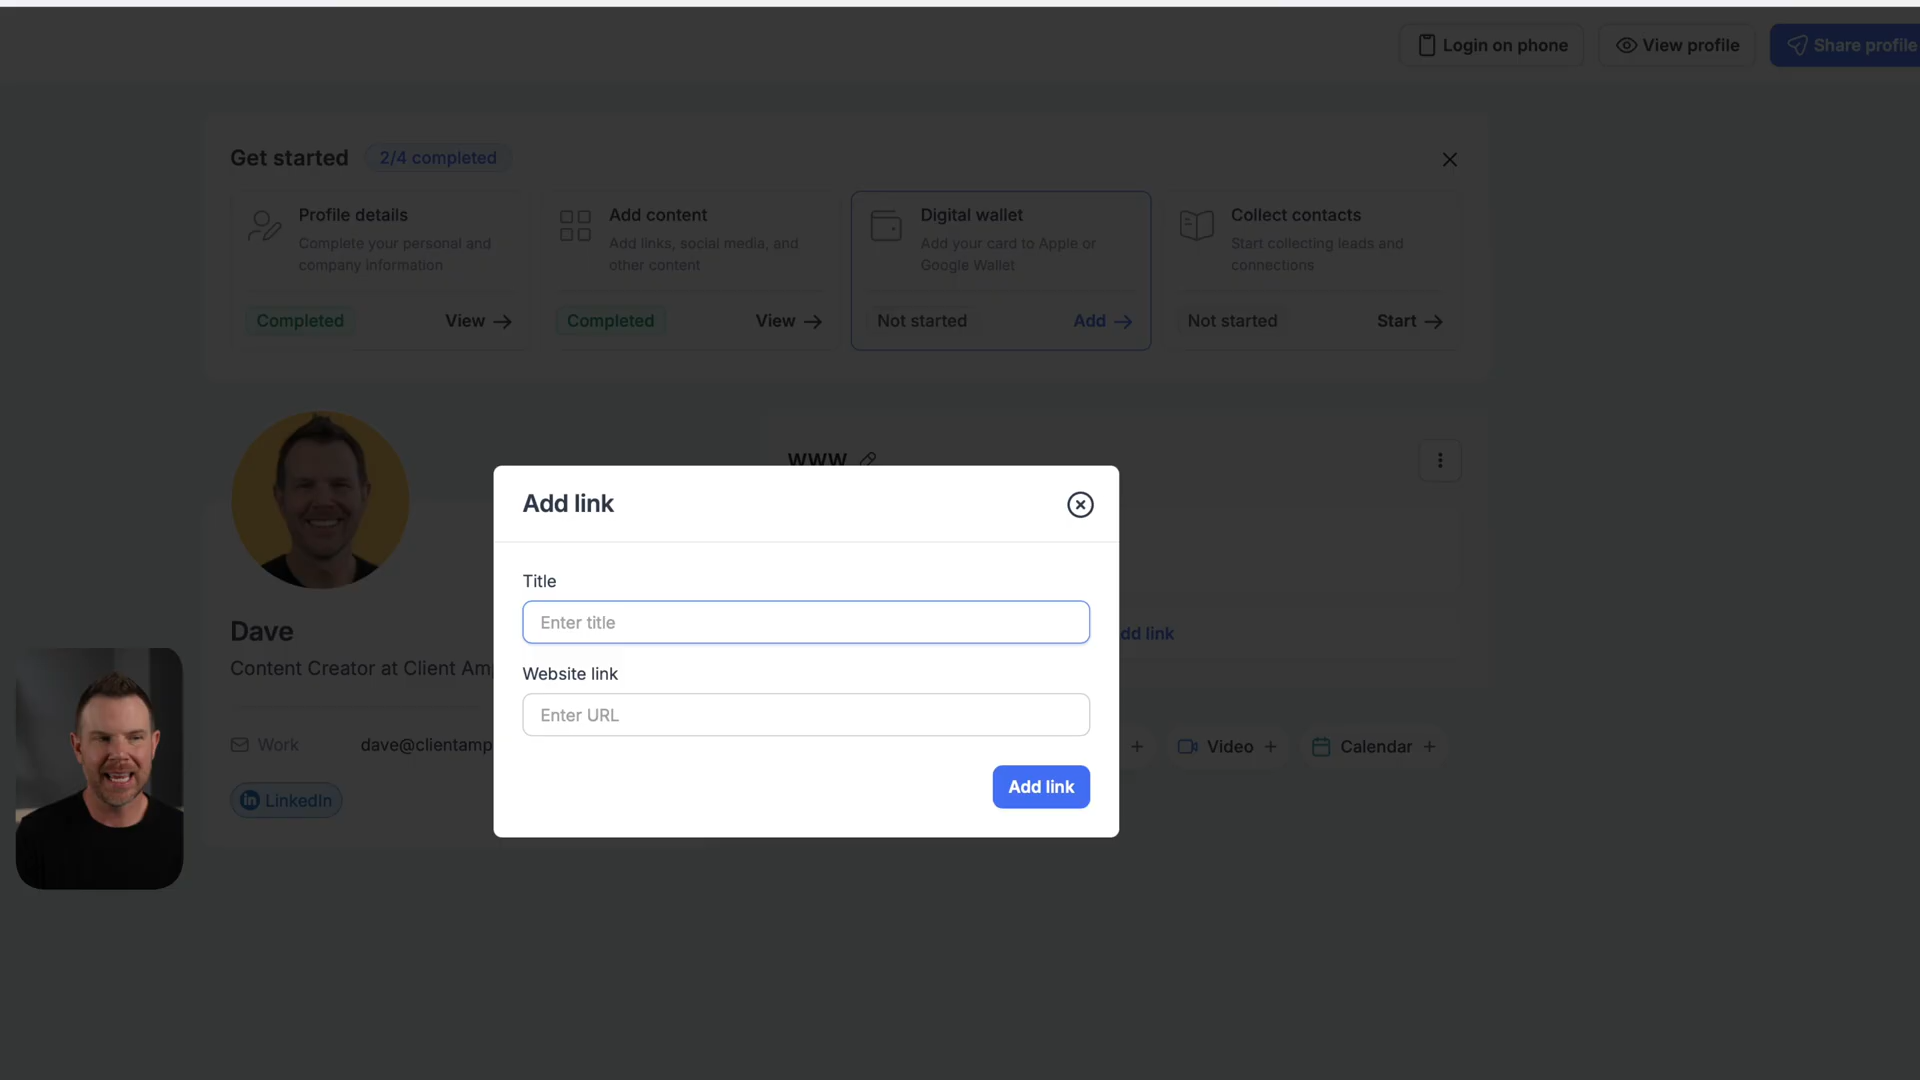 Login on phone
View profile
Share profile
Get started
2/4 completed
Profile details
Complete your personal and
company information
Completed
View
Add content
Add links, social media, and
other content
Completed
View
Digital wallet
Add your card to Apple or
Google Wallet
Not started
Add
Collect contacts
Start collecting leads and
connections
Not started
Start
WWW
Add link
Title
Enter title
Website link
Enter URL
Add link
dd link
Dave
Content Creator at Client Am
Work
dave@clientamp
LinkedIn
Video
Calendar